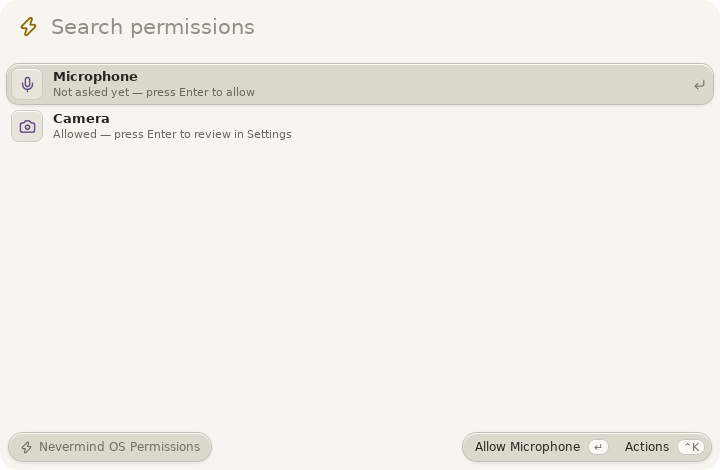 Search permissions
Microphone
Not asked yet — press Enter to allow
↵
Camera
Allowed — press Enter to review in Settings
Nevermind OS Permissions
Allow Microphone ↵ Actions ^K